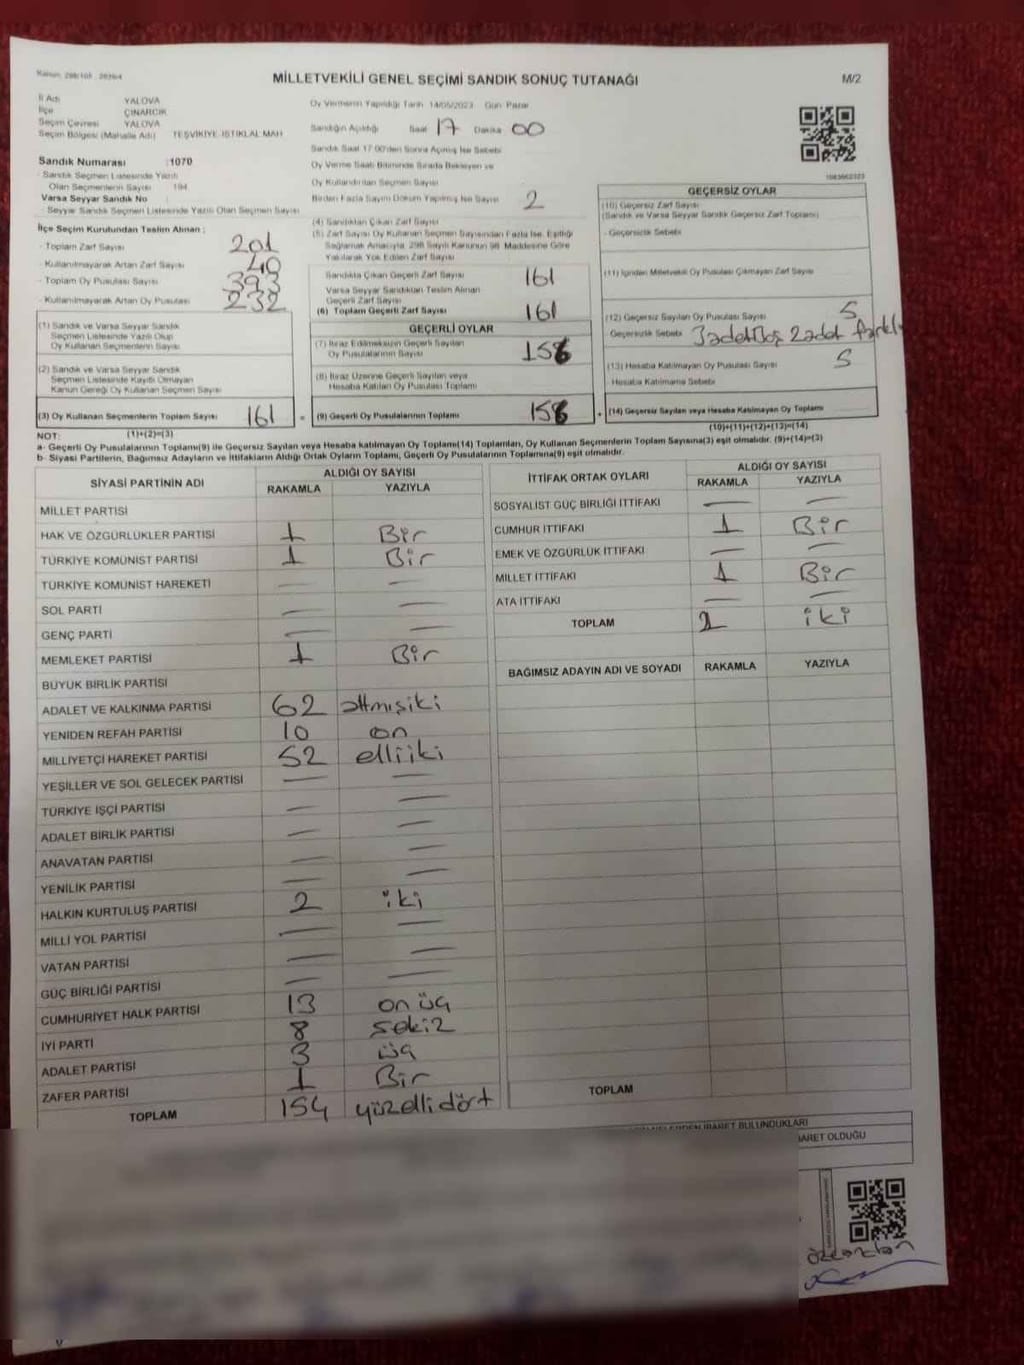 Kanun: 298/105 , 2839/4
MİLLETVEKİLİ GENEL SEÇİMİ SANDIK SONUÇ TUTANAĞI
M/2
İl Adı YALOVA
İlçe ÇINARCIK
Seçim Çevresi YALOVA
Seçim Bölgesi (Mahalle Adı) TEŞVİKİYE-İSTİKLAL MAH
Sandık Numarası :1070
- Sandık Seçmen Listesinde Yazılı
Olan Seçmenlerin Sayısı 194
Varsa Seyyar Sandık No
- Seyyar Sandık Seçmen Listesinde Yazılı Olan Seçmen Sayısı
İlçe Seçim Kurulundan Teslim Alınan ;
- Toplam Zarf Sayısı 201
- Kullanılmayarak Artan Zarf Sayısı 40
- Toplam Oy Pusulası Sayısı 393
- Kullanılmayarak Artan Oy Pusulası 232
(1) Sandık ve Varsa Seyyar Sandık
Seçmen Listesinde Yazılı Olup
Oy Kullanan Seçmenlerin Sayısı
(2) Sandık ve Varsa Seyyar Sandık
Seçmen Listesinde Kayıtlı Olmayan
Kanun Gereği Oy Kullanan Seçmen Sayısı
(3) Oy Kullanan Seçmenlerin Toplam Sayısı 161 =
Oy Vermenin Yapıldığı Tarih 14/05/2023 Gün Pazar
Sandığın Açıldığı Saat 17 Dakika 00
Sandık Saat 17:00'den Sonra Açılmış İse Sebebi
Oy Verme Saati Bitiminde Sırada Bekleyen ve
Oy Kullandırılan Seçmen Sayısı
Birden Fazla Sayım Döküm Yapılmış İse Sayısı 2
(4) Sandıktan Çıkan Zarf Sayısı
(5) Zarf Sayısı Oy Kullanan Seçmen Sayısından Fazla İse, Eşitliği
Sağlamak Amacıyla, 298 Sayılı Kanunun 98. Maddesine Göre
Yakılarak Yok Edilen Zarf Sayısı
Sandıkta Çıkan Geçerli Zarf Sayısı 161
Varsa Seyyar Sandıktan Teslim Alınan
Geçerli Zarf Sayısı
(6) Toplam Geçerli Zarf Sayısı 161
GEÇERLİ OYLAR
(7) İtiraz Edilmeksizin Geçerli Sayılan
Oy Pusulalarının Sayısı 156
(8) İtiraz Üzerine Geçerli Sayılan veya
Hesaba Katılan Oy Pusulası Toplamı
(9) Geçerli Oy Pusulalarının Toplamı 156 +
GEÇERSİZ OYLAR
(10) Geçersiz Zarf Sayısı
(Sandık ve Varsa Seyyar Sandık Geçersiz Zarf Toplamı)
- Geçersizlik Sebebi
(11) İçinden Milletvekili Oy Pusulası Çıkmayan Zarf Sayısı
(12) Geçersiz Sayılan Oy Pusulası Sayısı 5
Geçersizlik Sebebi 3 adet Boş 2 adet farklı
(13) Hesaba Katılmayan Oy Pusulası Sayısı 5
Hesaba Katılmama Sebebi
(14) Geçersiz Sayılan veya Hesaba Katılmayan Oy Toplamı
(10)+(11)+(12)+(13)=(14)
NOT: (1)+(2)=(3)
a- Geçerli Oy Pusulalarının Toplamı(9) ile Geçersiz Sayılan veya Hesaba katılmayan Oy Toplamı(14) Toplamları, Oy Kullanan Seçmenlerin Toplam Sayısına(3) eşit olmalıdır. (9)+(14)=(3)
b- Siyasi Partilerin, Bağımsız Adayların ve İttifakların Aldığı Ortak Oyların Toplamı, Geçerli Oy Pusulalarının Toplamına(9) eşit olmalıdır.
SİYASİ PARTİNİN ADI
ALDIĞI OY SAYISI
RAKAMLA YAZIYLA
MİLLET PARTİSİ
HAK VE ÖZGÜRLÜKLER PARTİSİ 1 Bir
TÜRKİYE KOMÜNİST PARTİSİ 1 Bir
TÜRKİYE KOMÜNİST HAREKETİ — —
SOL PARTİ — —
GENÇ PARTİ — —
MEMLEKET PARTİSİ 1 Bir
BÜYÜK BİRLİK PARTİSİ
ADALET VE KALKINMA PARTİSİ 62 altmışiki
YENİDEN REFAH PARTİSİ 10 on
MİLLİYETÇİ HAREKET PARTİSİ 52 elliiki
YEŞİLLER VE SOL GELECEK PARTİSİ — —
TÜRKİYE İŞÇİ PARTİSİ — —
ADALET BİRLİK PARTİSİ — —
ANAVATAN PARTİSİ — —
YENİLİK PARTİSİ — —
HALKIN KURTULUŞ PARTİSİ 2 iki
MİLLİ YOL PARTİSİ — —
VATAN PARTİSİ — —
GÜÇ BİRLİĞİ PARTİSİ — —
CUMHURİYET HALK PARTİSİ 13 onüç
İYİ PARTİ 8 sekiz
ADALET PARTİSİ 3 üç
ZAFER PARTİSİ 1 Bir
TOPLAM 154 yüzellidört
İTTİFAK ORTAK OYLARI
ALDIĞI OY SAYISI
RAKAMLA YAZIYLA
SOSYALİST GÜÇ BİRLİĞİ İTTİFAKI — —
CUMHUR İTTİFAKI 1 Bir
EMEK VE ÖZGÜRLÜK İTTİFAKI — —
MİLLET İTTİFAKI 1 Bir
ATA İTTİFAKI — —
TOPLAM 2 iki
BAĞIMSIZ ADAYIN ADI VE SOYADI RAKAMLA YAZIYLA
TOPLAM
İBARET BULUNDUKLARI
İBARET OLDUĞU